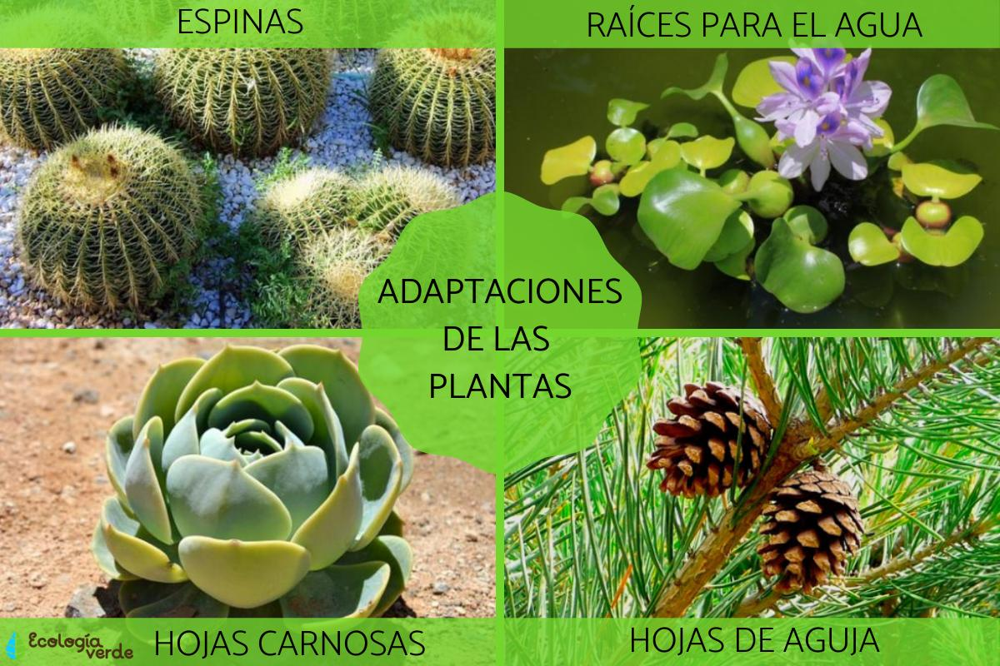 ESPINAS
RAÍCES PARA EL AGUA
ADAPTACIONES
DE LAS
PLANTAS
Ecología
verde
HOJAS CARNOSAS
HOJAS DE AGUJA